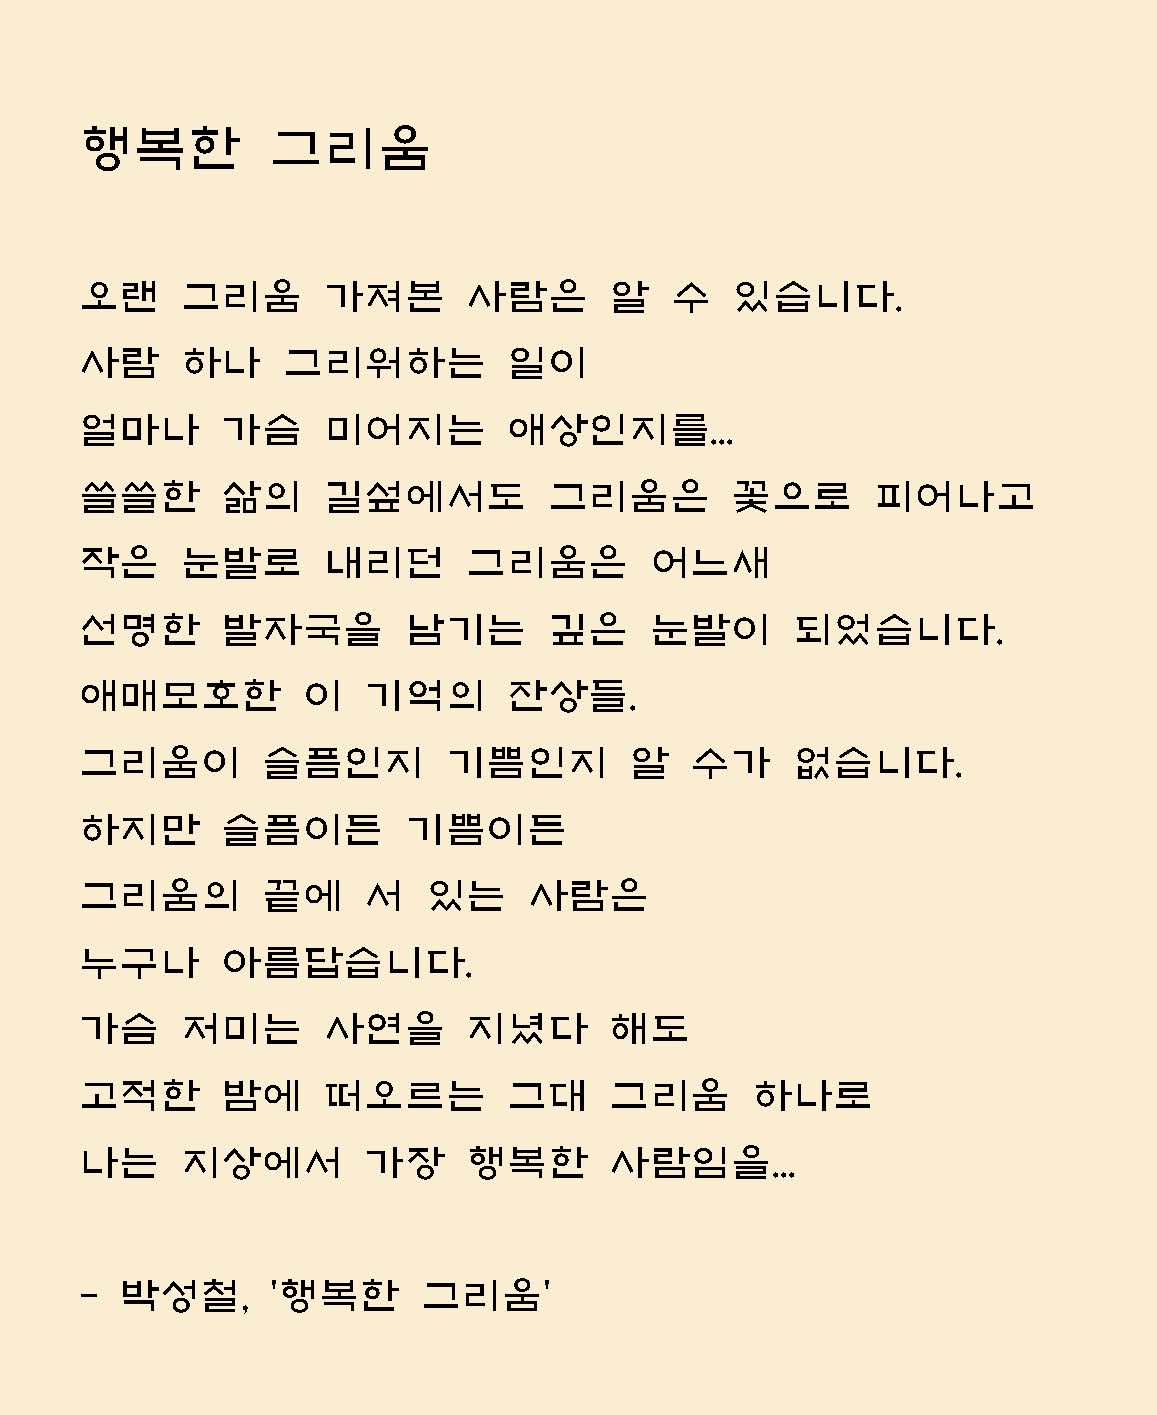 행복한 그리움
오랜 그리움 가져본 사람은 알 수 있습니다.
사람 하나 그리워하는 일이
얼마나 가슴 미어지는 애상인지를...
쓸쓸한 삶의 길섶에서도 그리움은 꽃으로 피어나고
작은 눈발로 내리던 그리움은 어느새
선명한 발자국을 남기는 깊은 눈발이 되었습니다.
애매모호한 이 기억의 잔상들.
그리움이 슬픔인지 기쁨인지 알 수가 없습니다.
하지만 슬픔이든 기쁨이든
그리움의 끝에 서 있는 사람은
누구나 아름답습니다.
가슴 저미는 사연을 지녔다 해도
고적한 밤에 떠오르는 그대 그리움 하나로
나는 지상에서 가장 행복한 사람임을...
- 박성철, '행복한 그리움'